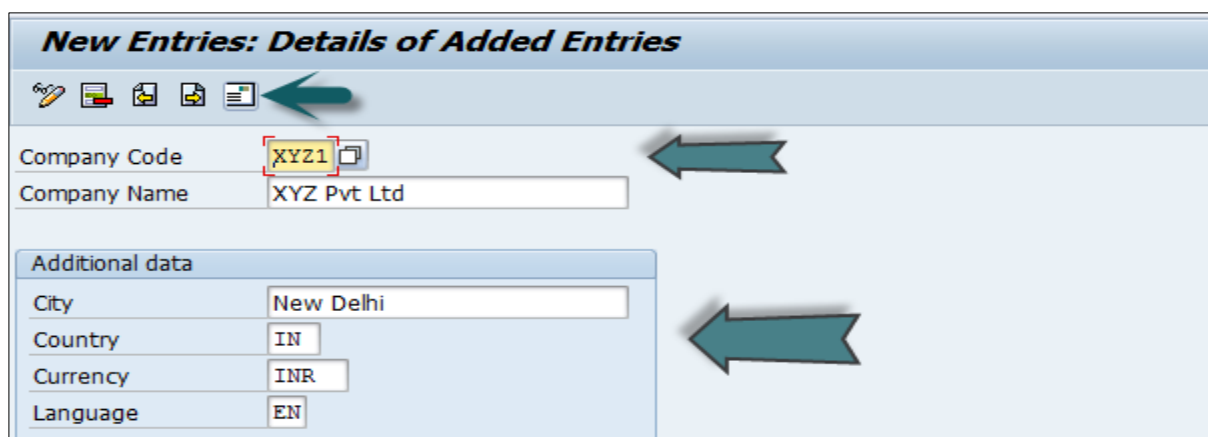 New Entries: Details of Added Entries
Company Code XYZ1
Company Name XYZ Pvt Ltd
Additional data
City New Delhi
Country IN
Currency INR
Language EN